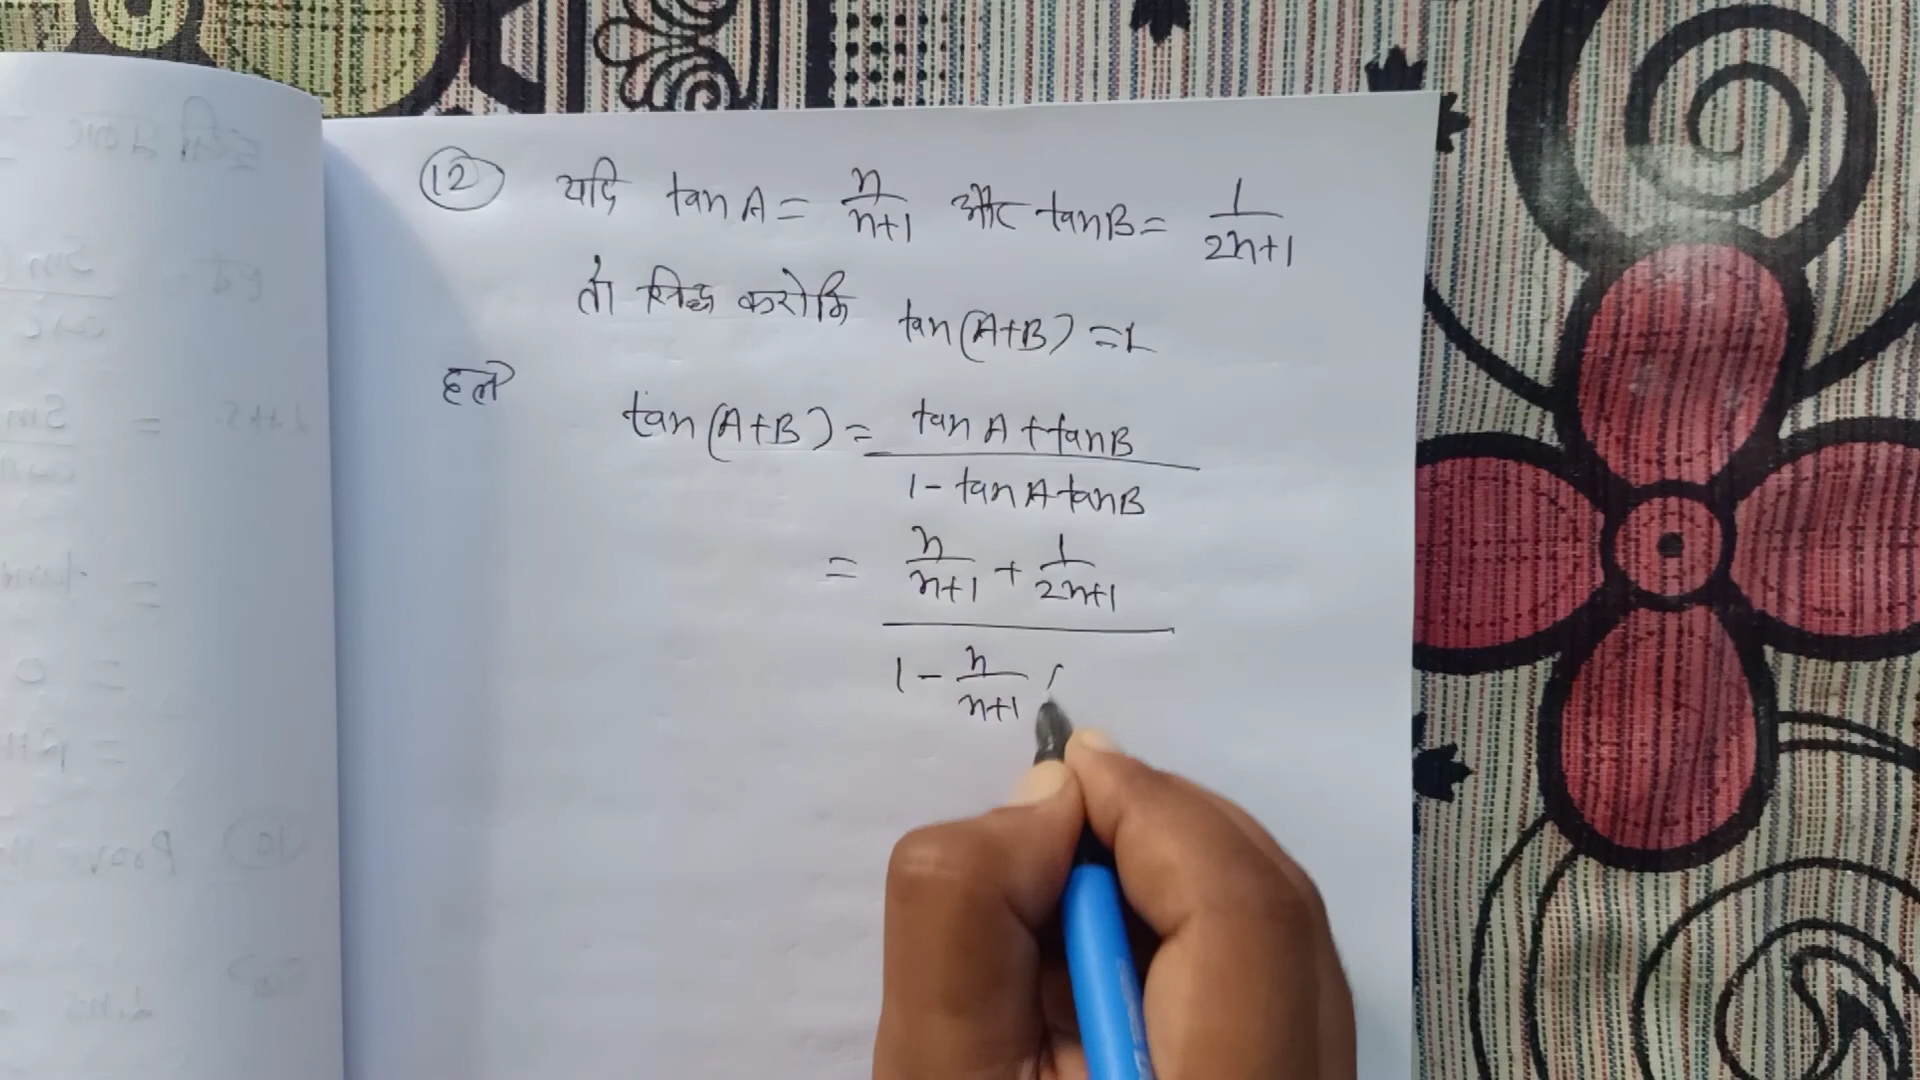 (12) यदि tan A = n/n+1 और tan B = 1/2n+1
तो सिद्ध करो कि tan(A+B) = 1
हल
tan(A+B) = tan A + tan B / 1 - tan A tan B
= n/n+1 + 1/2n+1
1 - n/n+1